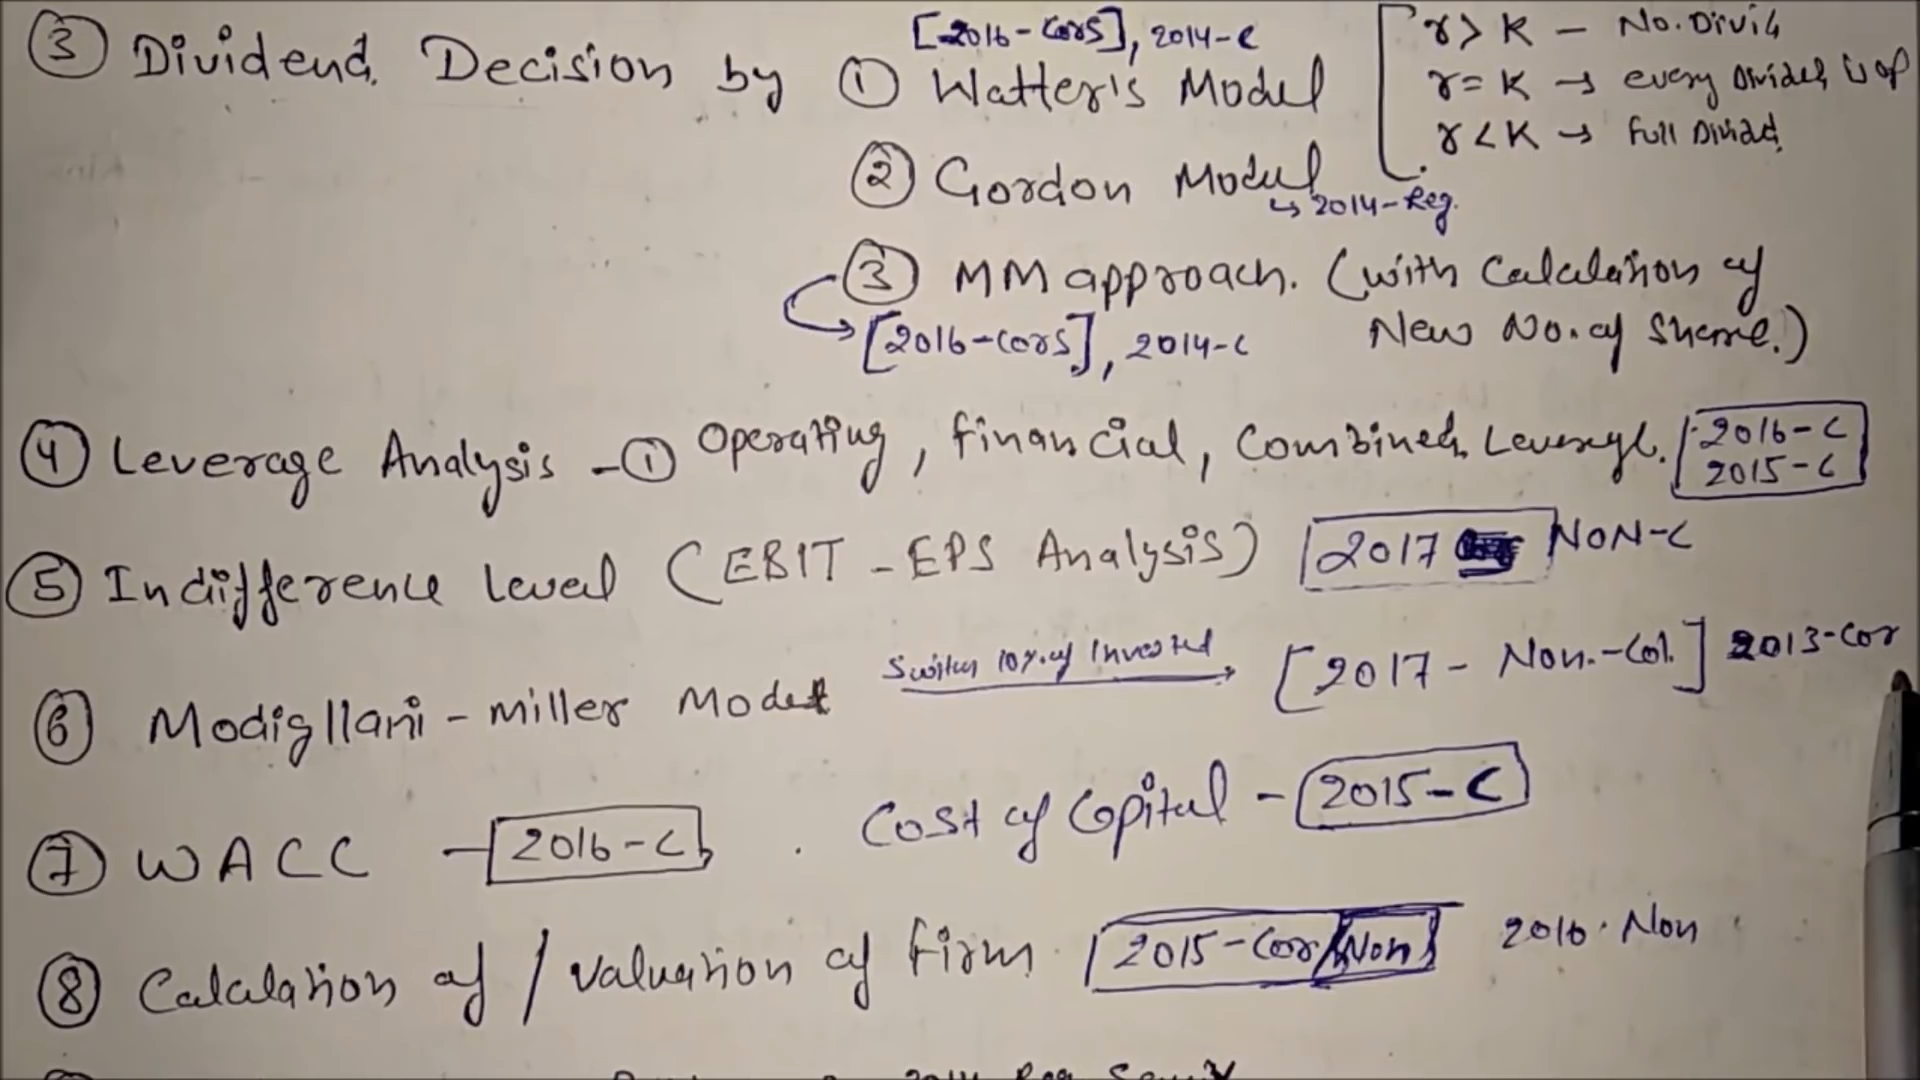 [2016-Cors], 2014-C
③ Dividend Decision by ① Watter's Model
r > K - No. Divid
r = K → every Divided is op
r < K → Full Divided
② Gordon Model
↳ 2014-Reg.
③ MM approach. (with Calculation of
New No. of Share.)
[2016-Cors], 2014-C
④ Leverage Analysis - ① Operating, financial, Combined Leverage.
2016-C
2015-C
⑤ Indifference level (EBIT - EPS Analysis) 2017 NON-C
⑥ Modigllani - miller Model Switch 10% of Invested → [2017 - Non.-Col.] 2013-Cor
⑦ WACC - 2016-C . Cost of Capital - 2015-C
⑧ Calculation of / Valuation of firm 2015-Cor/Non 2016. Non